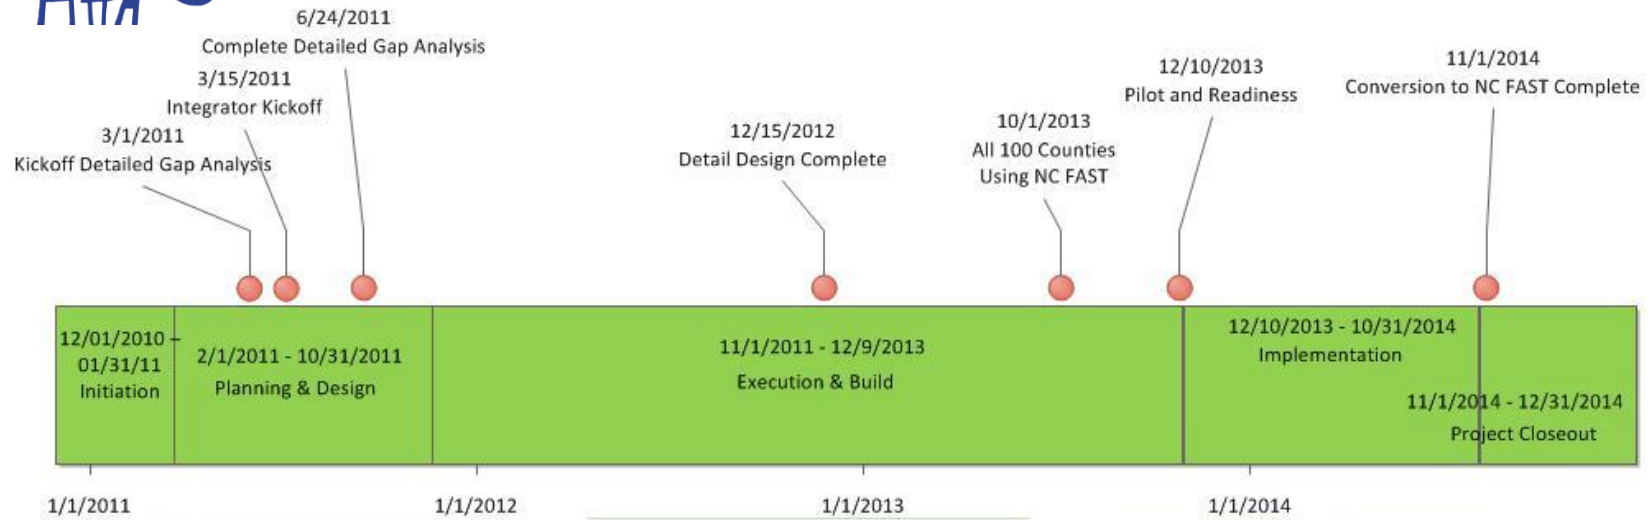 6/24/2011
Complete Detailed Gap Analysis
3/15/2011
Integrator Kickoff
3/1/2011
Kickoff Detailed Gap Analysis
12/15/2012
Detail Design Complete
10/1/2013
All 100 Counties
Using NC FAST
12/10/2013
Pilot and Readiness
11/1/2014
Conversion to NC FAST Complete
12/01/2010 –
01/31/11
Initiation
2/1/2011 - 10/31/2011
Planning & Design
11/1/2011 - 12/9/2013
Execution & Build
12/10/2013 - 10/31/2014
Implementation
11/1/2014 - 12/31/2014
Project Closeout
1/1/2011
1/1/2012
1/1/2013
1/1/2014